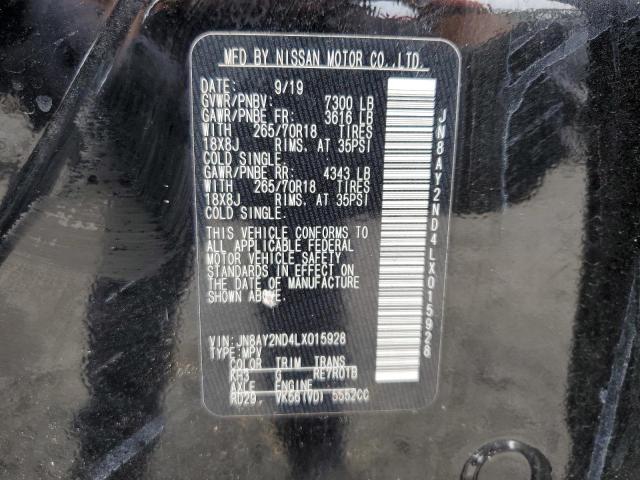 MFD BY NISSAN MOTOR CO.,LTD.
DATE: 9/19
GVWR/PNBV: 7300 LB
GAWR/PNBE FR: 3616 LB
WITH 265/70R18 TIRES
18X8J RIMS. AT 35PSI
COLD SINGLE.
GAWR/PNBE RR: 4343 LB
WITH 265/70R18 TIRES
18X8J RIMS. AT 35PSI
COLD SINGLE.
THIS VEHICLE CONFORMS TO
ALL APPLICABLE FEDERAL
MOTOR VEHICLE SAFETY
STANDARDS IN EFFECT ON
THE DATE OF MANUFACTURE
SHOWN ABOVE.
VIN: JN8AY2ND4LX015928
TYPE: MPV
COLOR TRIM TRANS
G RE7R01B
AXLE ENGINE
RD29. VK56(VD) 5552CC
JN8AY2ND4LX015928